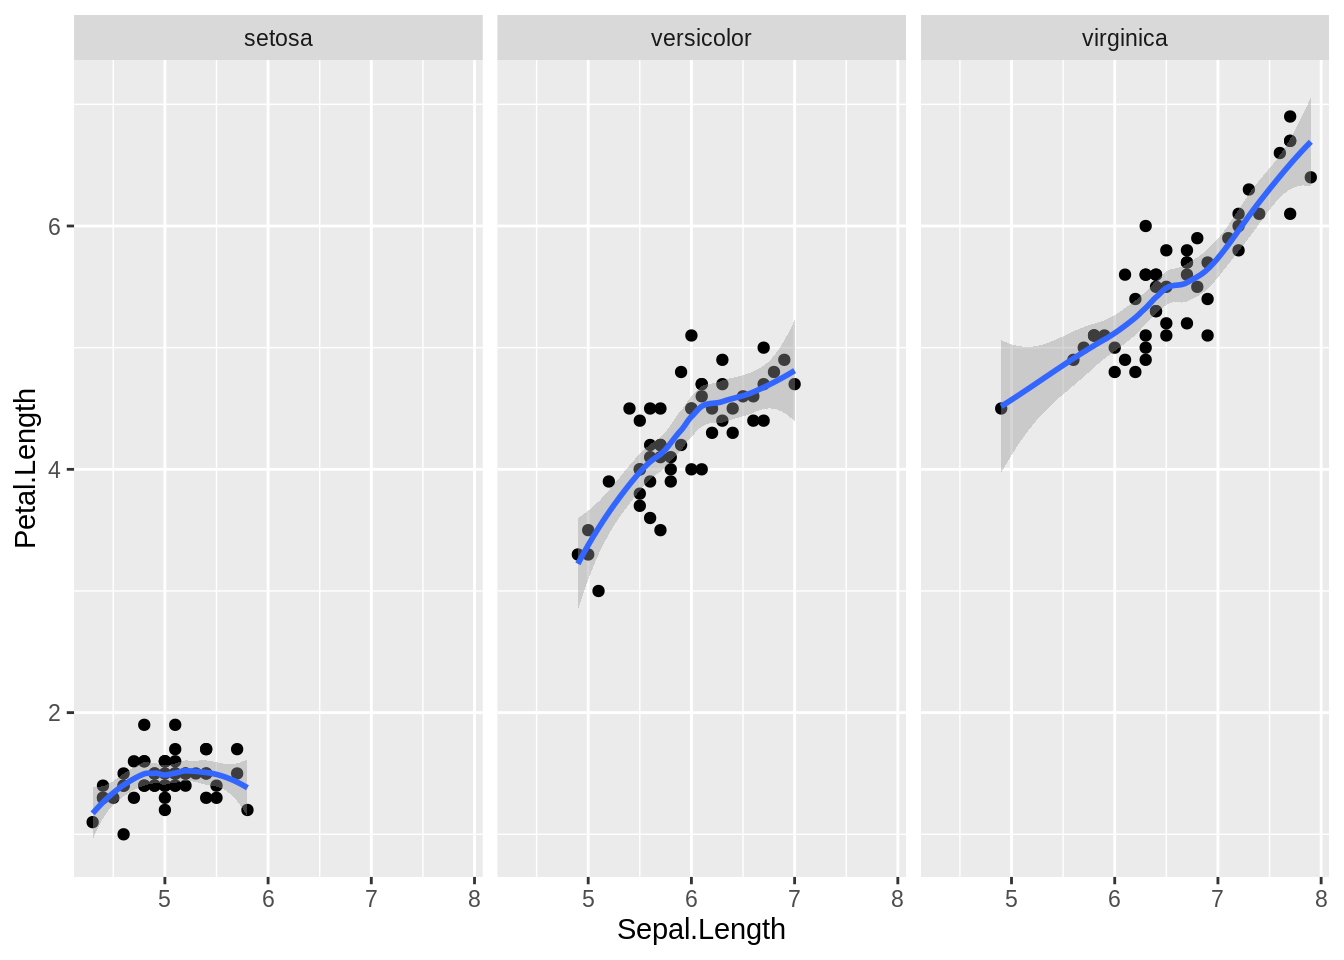 setosa versicolor virginica
6
4
2
5 6 7 8 5 6 7 8 5 6 7 8
Sepal.Length
Petal.Length